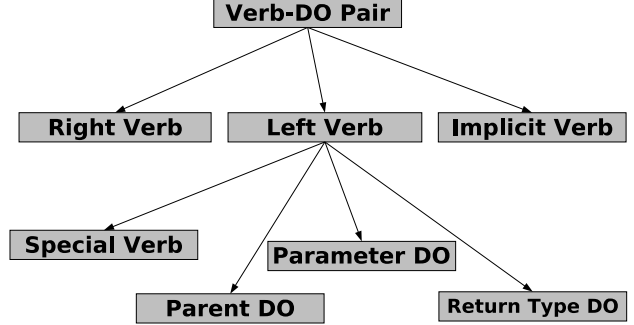 Verb-DO Pair
Right Verb
Left Verb
Implicit Verb
Special Verb
Parameter DO
Parent DO
Return Type DO